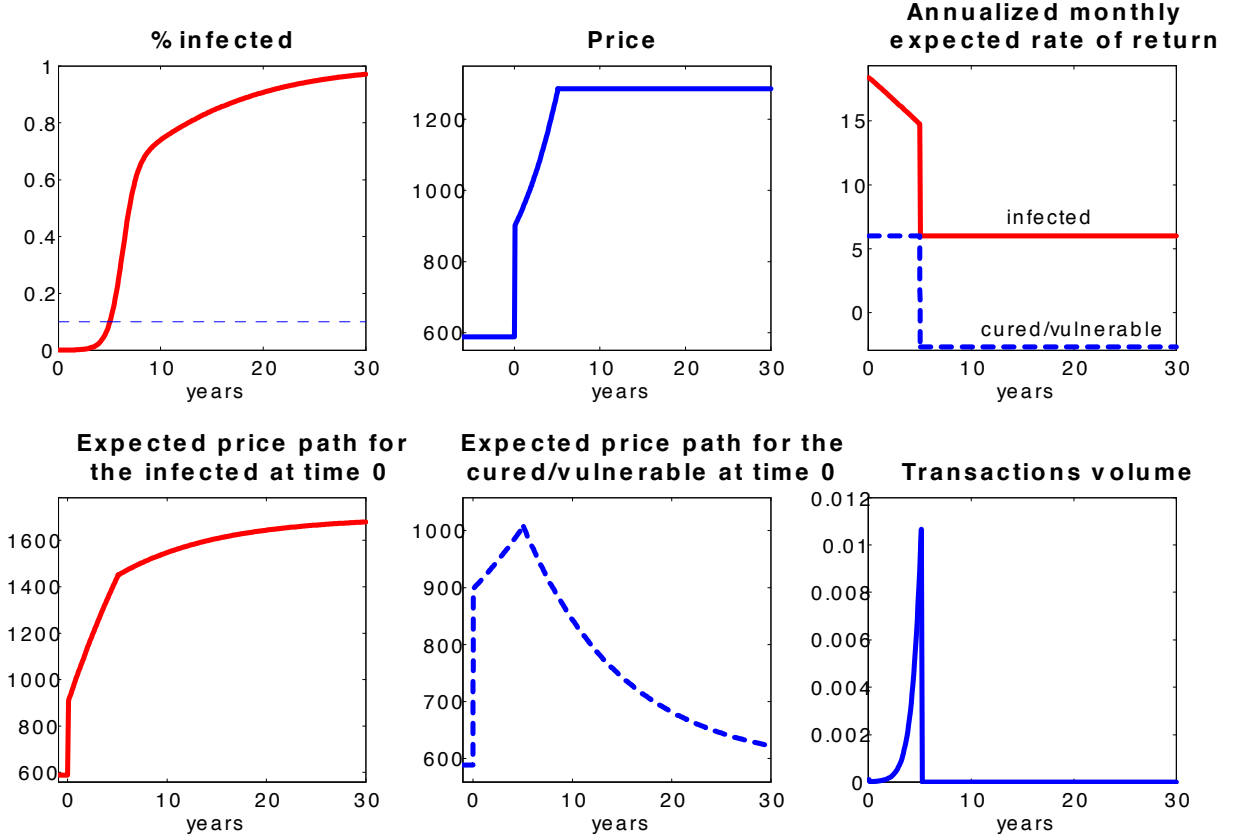 % infected
1
0.8
0.6
0.4
0.2
0
0 10 20 30
years
Price
1200
1000
800
600
0 10 20 30
years
Annualized monthly
expected rate of return
15
10
5
0
infected
cured/vulnerable
0 10 20 30
years
Expected price path for
the infected at time 0
1600
1400
1200
1000
800
600
0 10 20 30
years
Expected price path for the
cured/vulnerable at time 0
1000
900
800
700
600
0 10 20 30
years
Transactions volume
0.012
0.01
0.008
0.006
0.004
0.002
0
0 10 20 30
years